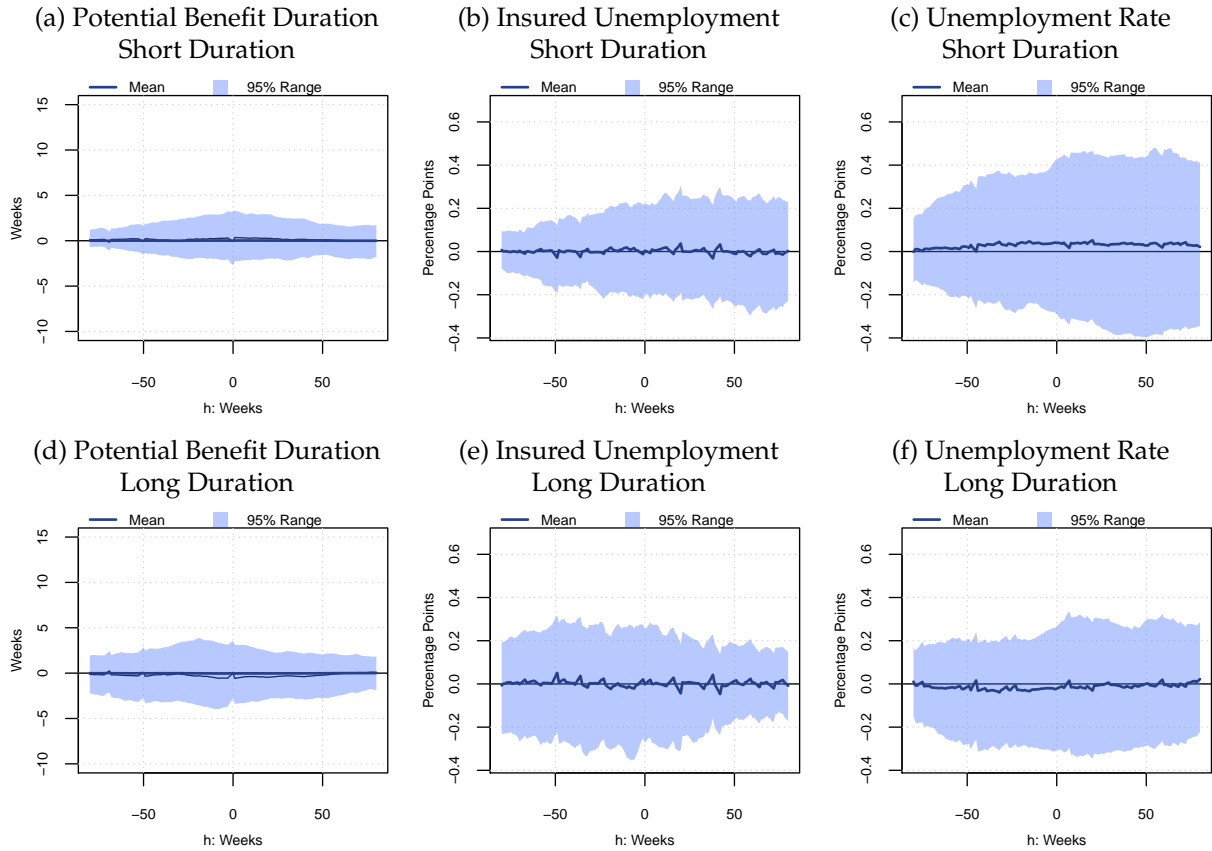 (a) Potential Benefit Duration
Short Duration
Mean
95% Range
15
10
5
0
−5
−10
Weeks
−50
0
50
h: Weeks
(b) Insured Unemployment
Short Duration
Mean
95% Range
0.6
0.4
0.2
0.0
−0.2
−0.4
Percentage Points
−50
0
50
h: Weeks
(c) Unemployment Rate
Short Duration
Mean
95% Range
0.6
0.4
0.2
0.0
−0.2
−0.4
Percentage Points
−50
0
50
h: Weeks
(d) Potential Benefit Duration
Long Duration
Mean
95% Range
15
10
5
0
−5
−10
Weeks
−50
0
50
h: Weeks
(e) Insured Unemployment
Long Duration
Mean
95% Range
0.6
0.4
0.2
0.0
−0.2
−0.4
Percentage Points
−50
0
50
h: Weeks
(f) Unemployment Rate
Long Duration
Mean
95% Range
0.6
0.4
0.2
0.0
−0.2
−0.4
Percentage Points
−50
0
50
h: Weeks